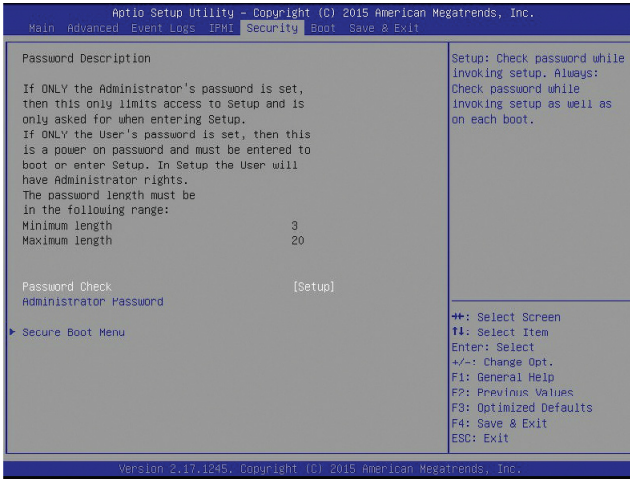 Aptio Setup Utility – Copyright (C) 2015 American Megatrends, Inc.
Main Advanced Event Logs IPMI Security Boot Save & Exit
Password Description
If ONLY the Administrator's password is set,
then this only limits access to Setup and is
only asked for when entering Setup.
If ONLY the User's password is set, then this
is a power on password and must be entered to
boot or enter Setup. In Setup the User will
have Administrator rights.
The password length must be
in the following range:
Minimum length 3
Maximum length 20
Password Check [Setup]
Administrator Password
Secure Boot Menu
Setup: Check password while
invoking setup. Always:
Check password while
invoking setup as well as
on each boot.
→←: Select Screen
↑↓: Select Item
Enter: Select
+/-: Change Opt.
F1: General Help
F2: Previous Values
F3: Optimized Defaults
F4: Save & Exit
ESC: Exit
Version 2.17.1245. Copyright (C) 2015 American Megatrends, Inc.